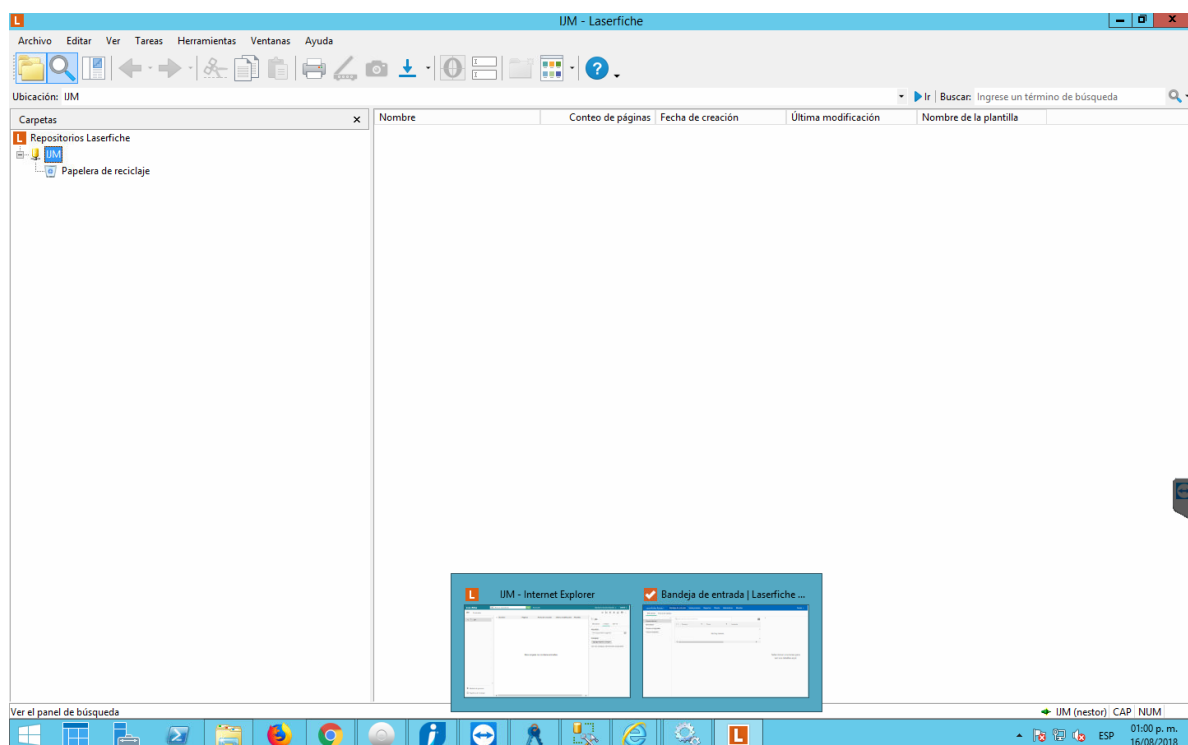 IJM - Laserfiche
Archivo Editar Ver Tareas Herramientas Ventanas Ayuda
Ubicación: IJM Ir Buscar: Ingrese un término de búsqueda
Carpetas x Nombre Conteo de páginas Fecha de creación Última modificación Nombre de la plantilla
Repositorios Laserfiche
IJM
Papelera de reciclaje
IJM - Internet Explorer Bandeja de entrada | Laserfiche ...
Ver el panel de búsqueda IJM (nestor) CAP NUM
ESP 01:00 p. m.
16/08/2018